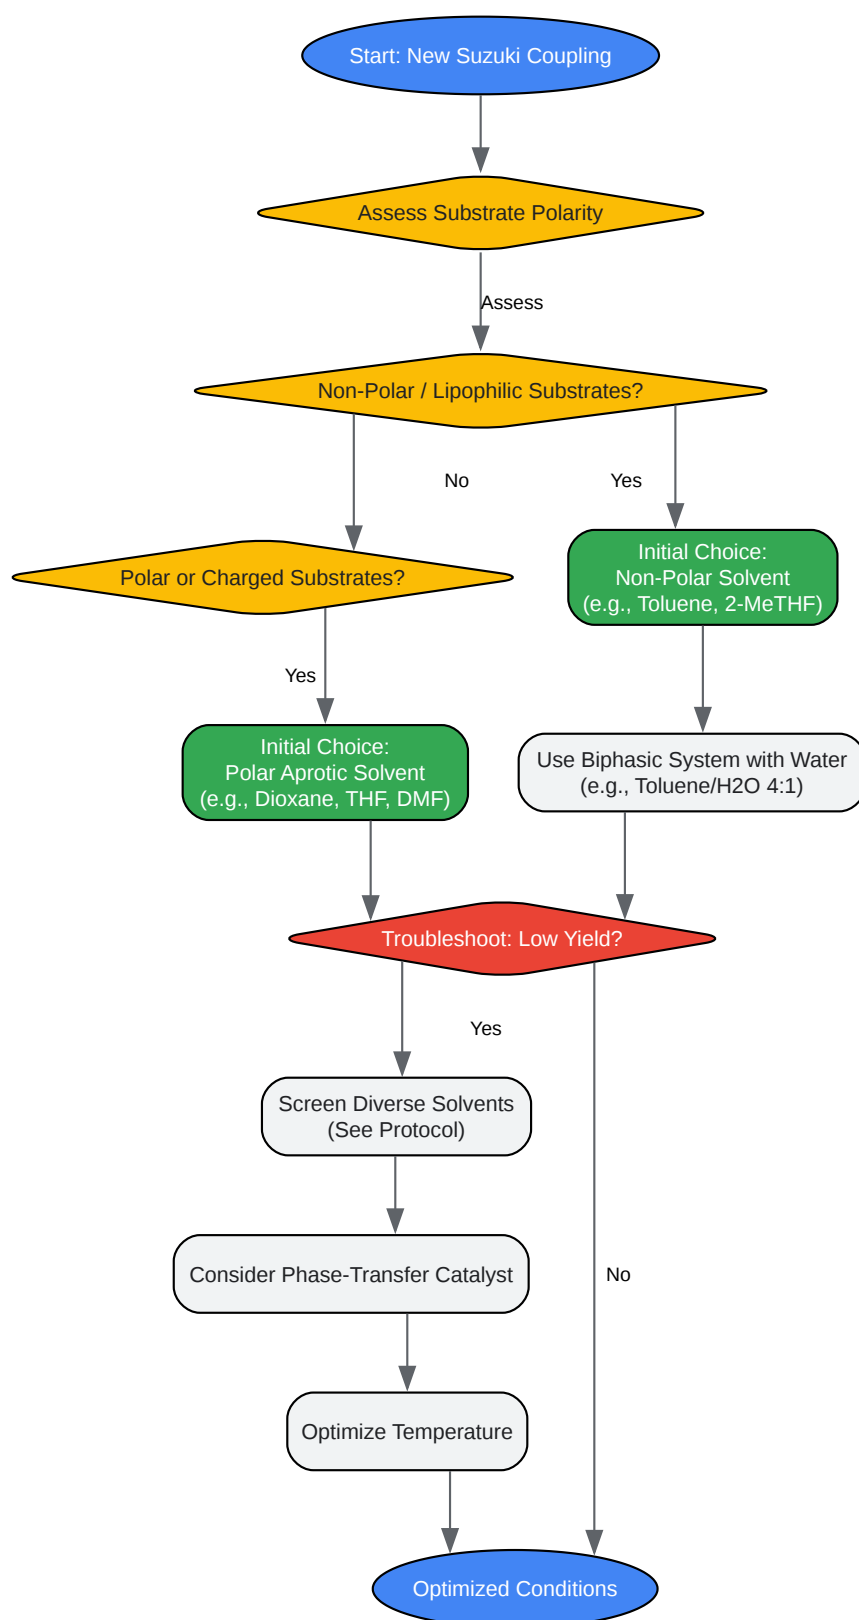 Start: New Suzuki Coupling
Assess Substrate Polarity
Assess
Non-Polar / Lipophilic Substrates?
No
Yes
Initial Choice:
Non-Polar Solvent
(e.g., Toluene, 2-MeTHF)
Polar or Charged Substrates?
Yes
Initial Choice:
Polar Aprotic Solvent
(e.g., Dioxane, THF, DMF)
Use Biphasic System with Water
(e.g., Toluene/H2O 4:1)
Troubleshoot: Low Yield?
Yes
Screen Diverse Solvents
(See Protocol)
Consider Phase-Transfer Catalyst
No
Optimize Temperature
Optimized Conditions